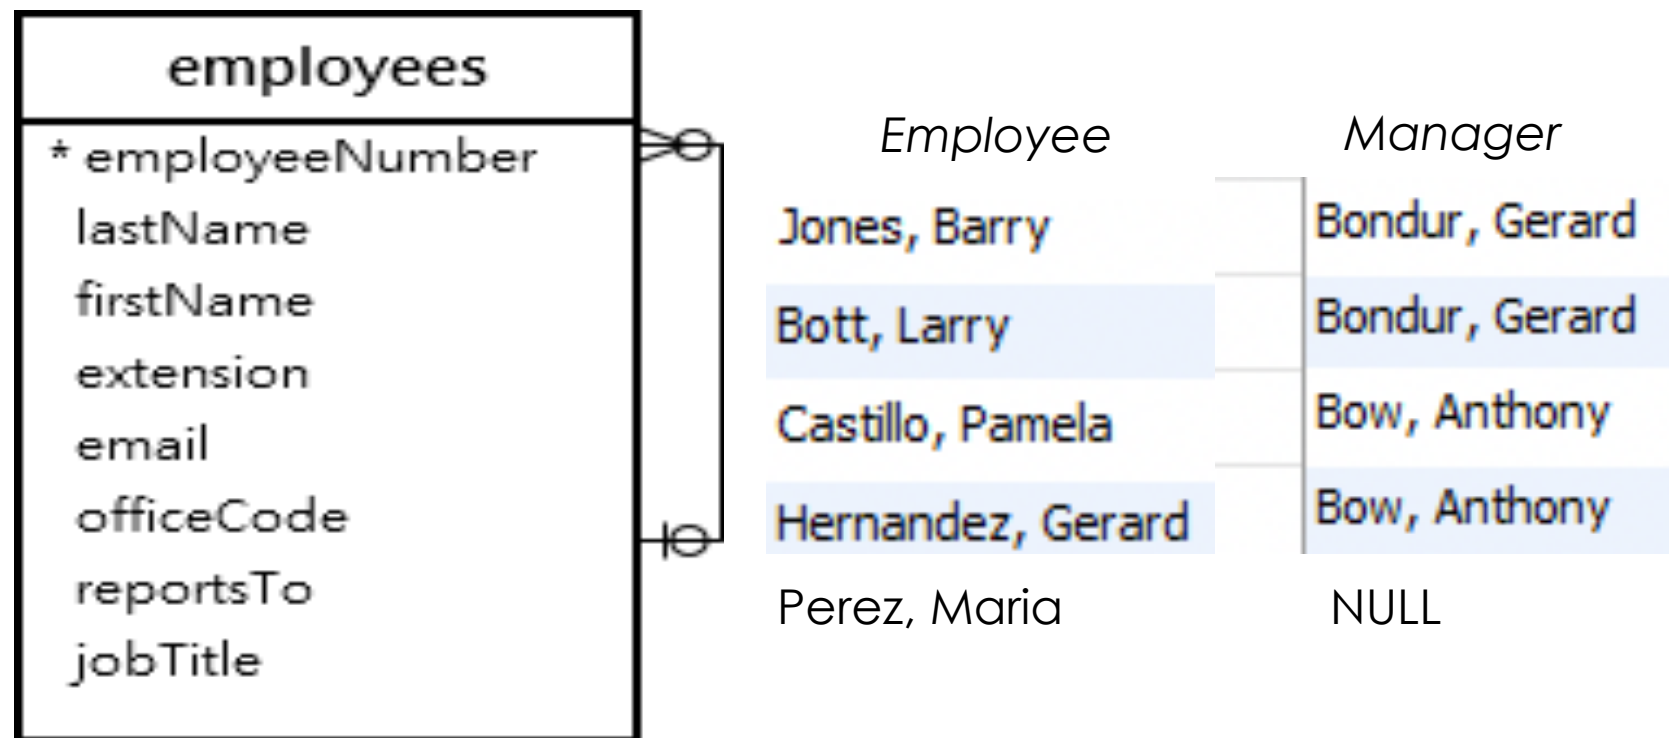 employees
* employeeNumber
lastName
firstName
extension
email
officeCode
reportsTo
jobTitle
Employee Manager
Jones, Barry Bondur, Gerard
Bott, Larry Bondur, Gerard
Castillo, Pamela Bow, Anthony
Hernandez, Gerard Bow, Anthony
Perez, Maria NULL